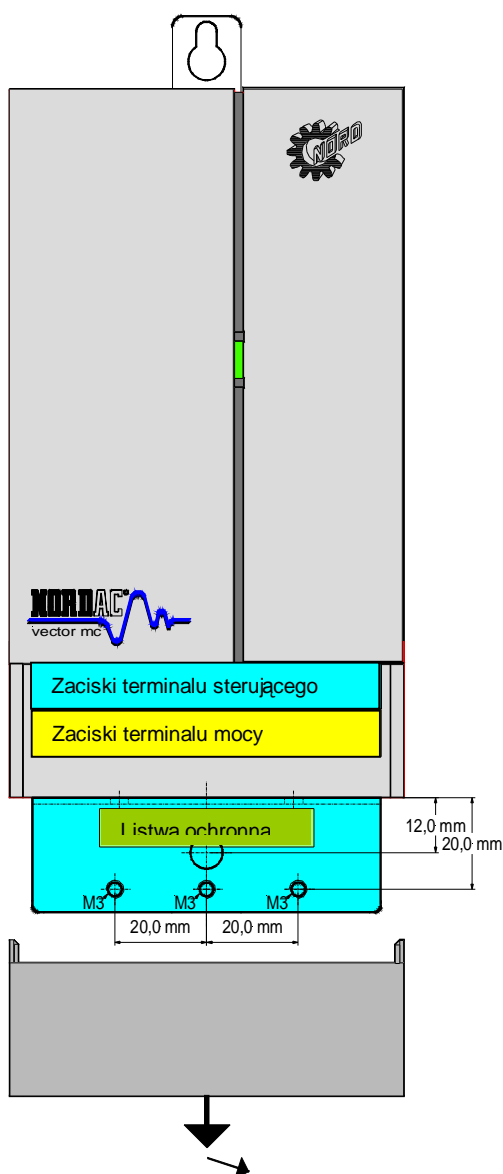 NORD
NORDAC®
vector mc
Zaciski terminalu sterującego
Zaciski terminalu mocy
Listwa ochronna
12,0 mm
20,0 mm
M3
M3
M3
20,0 mm
20,0 mm